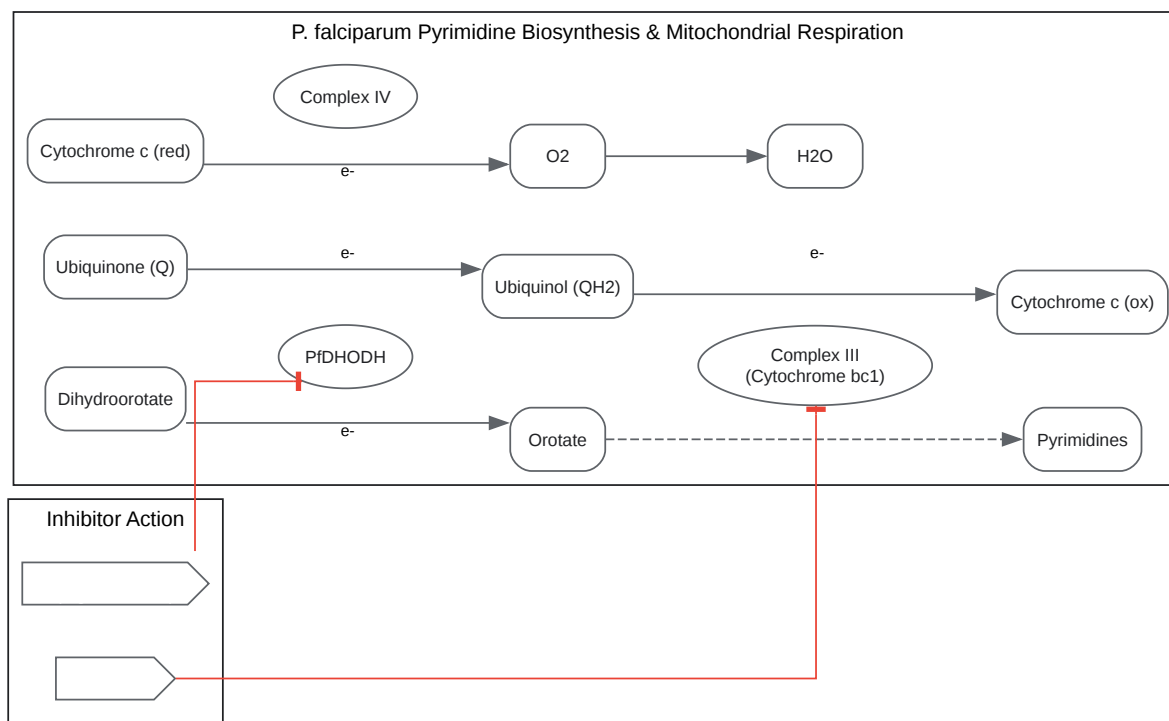 P. falciparum Pyrimidine Biosynthesis & Mitochondrial Respiration
Complex IV
Cytochrome c (red)
e-
O2
H2O
Ubiquinone (Q)
e-
Ubiquinol (QH2)
e-
Cytochrome c (ox)
PfDHODH
Complex III
(Cytochrome bc1)
Dihydroorotate
e-
Orotate
Pyrimidines
Inhibitor Action